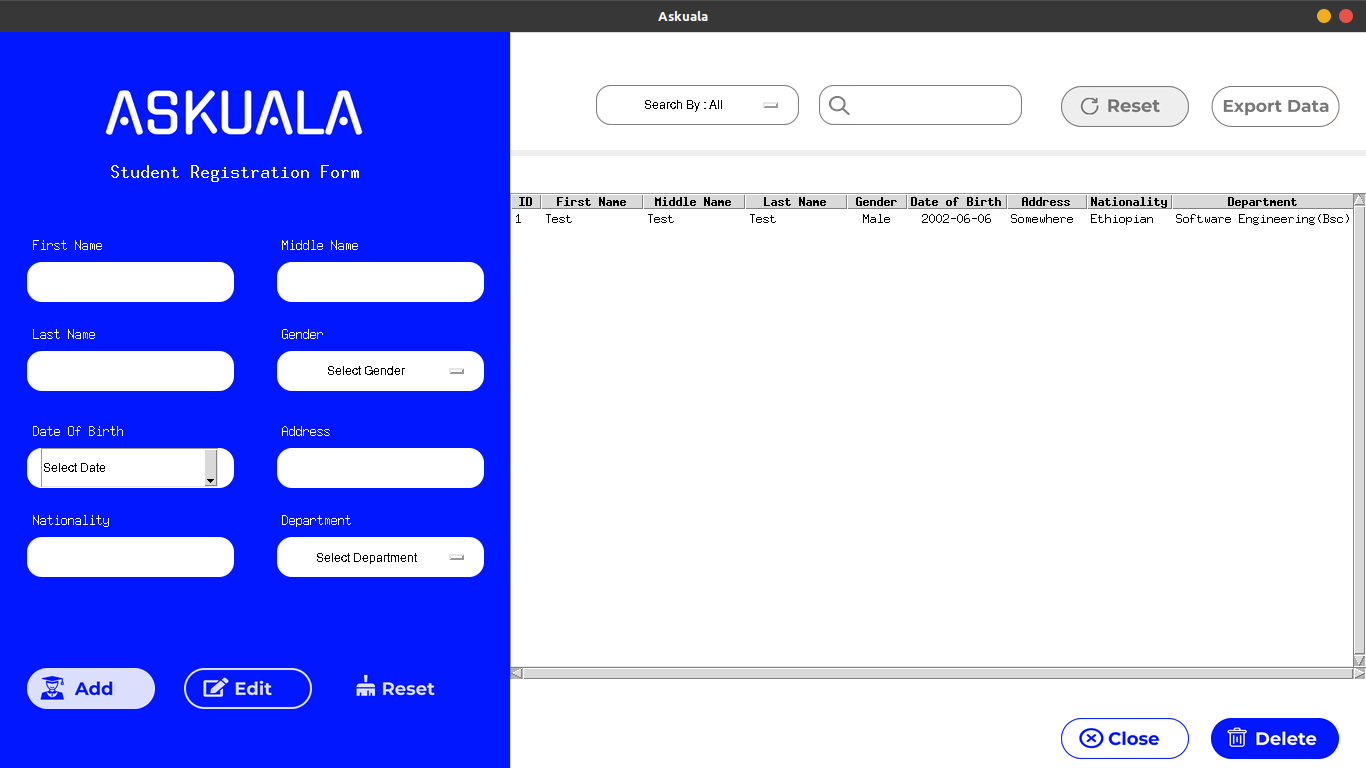 Askuala
ASKUALA
Student Registration Form
First Name
Middle Name
Last Name
Gender
Select Gender
Date Of Birth
Address
Select Date
Nationality
Department
Select Department
Add
Edit
Reset
Search By : All
Reset
Export Data
ID First Name Middle Name Last Name Gender Date of Birth Address Nationality Department
1 Test Test Test Male 2002-06-06 Somewhere Ethiopian Software Engineering(Bsc)
Close
Delete